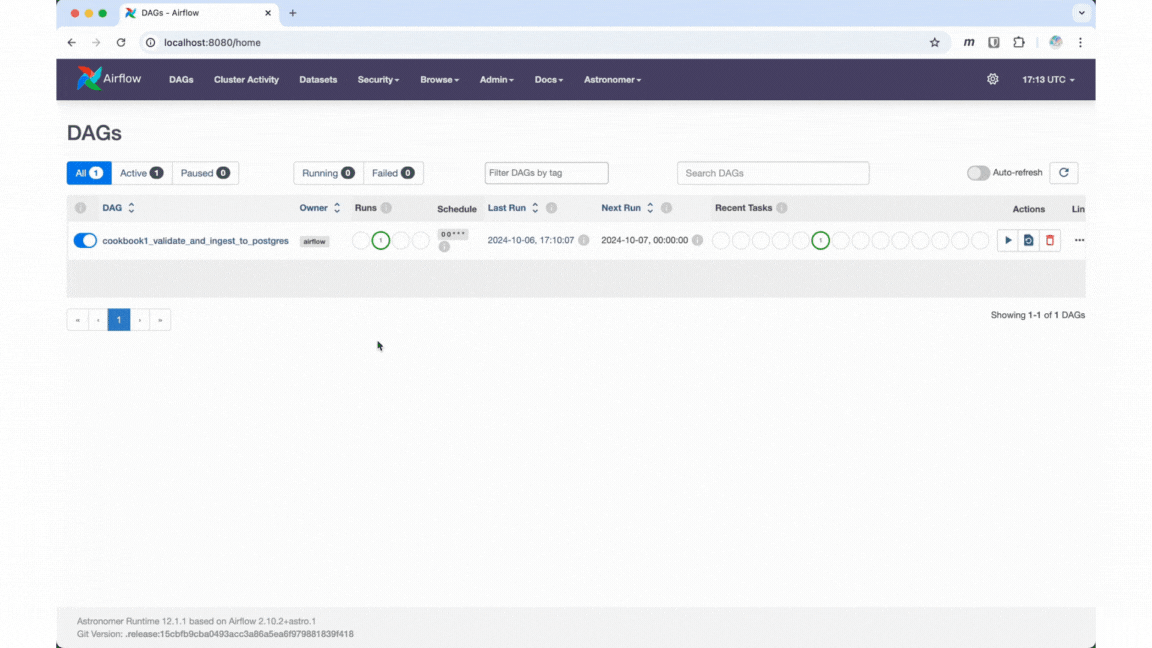 DAGs - Airflow
localhost:8080/home
Airflow DAGs Cluster Activity Datasets Security Browse Admin Docs Astronomer 17:13 UTC
DAGs
All 1 Active 1 Paused 0 Running 0 Failed 0 Filter DAGs by tag Search DAGs Auto-refresh
DAG Owner Runs Schedule Last Run Next Run Recent Tasks Actions Lin
cookbook1_validate_and_ingest_to_postgres airflow 1 0 0 * * * 2024-10-06, 17:10:07 2024-10-07, 00:00:00 1
« ‹ 1 › » Showing 1-1 of 1 DAGs
Astronomer Runtime 12.1.1 based on Airflow 2.10.2+astro.1
Git Version: .release:15cbfb9cba0493acc3a86a5ea6f979881839f418